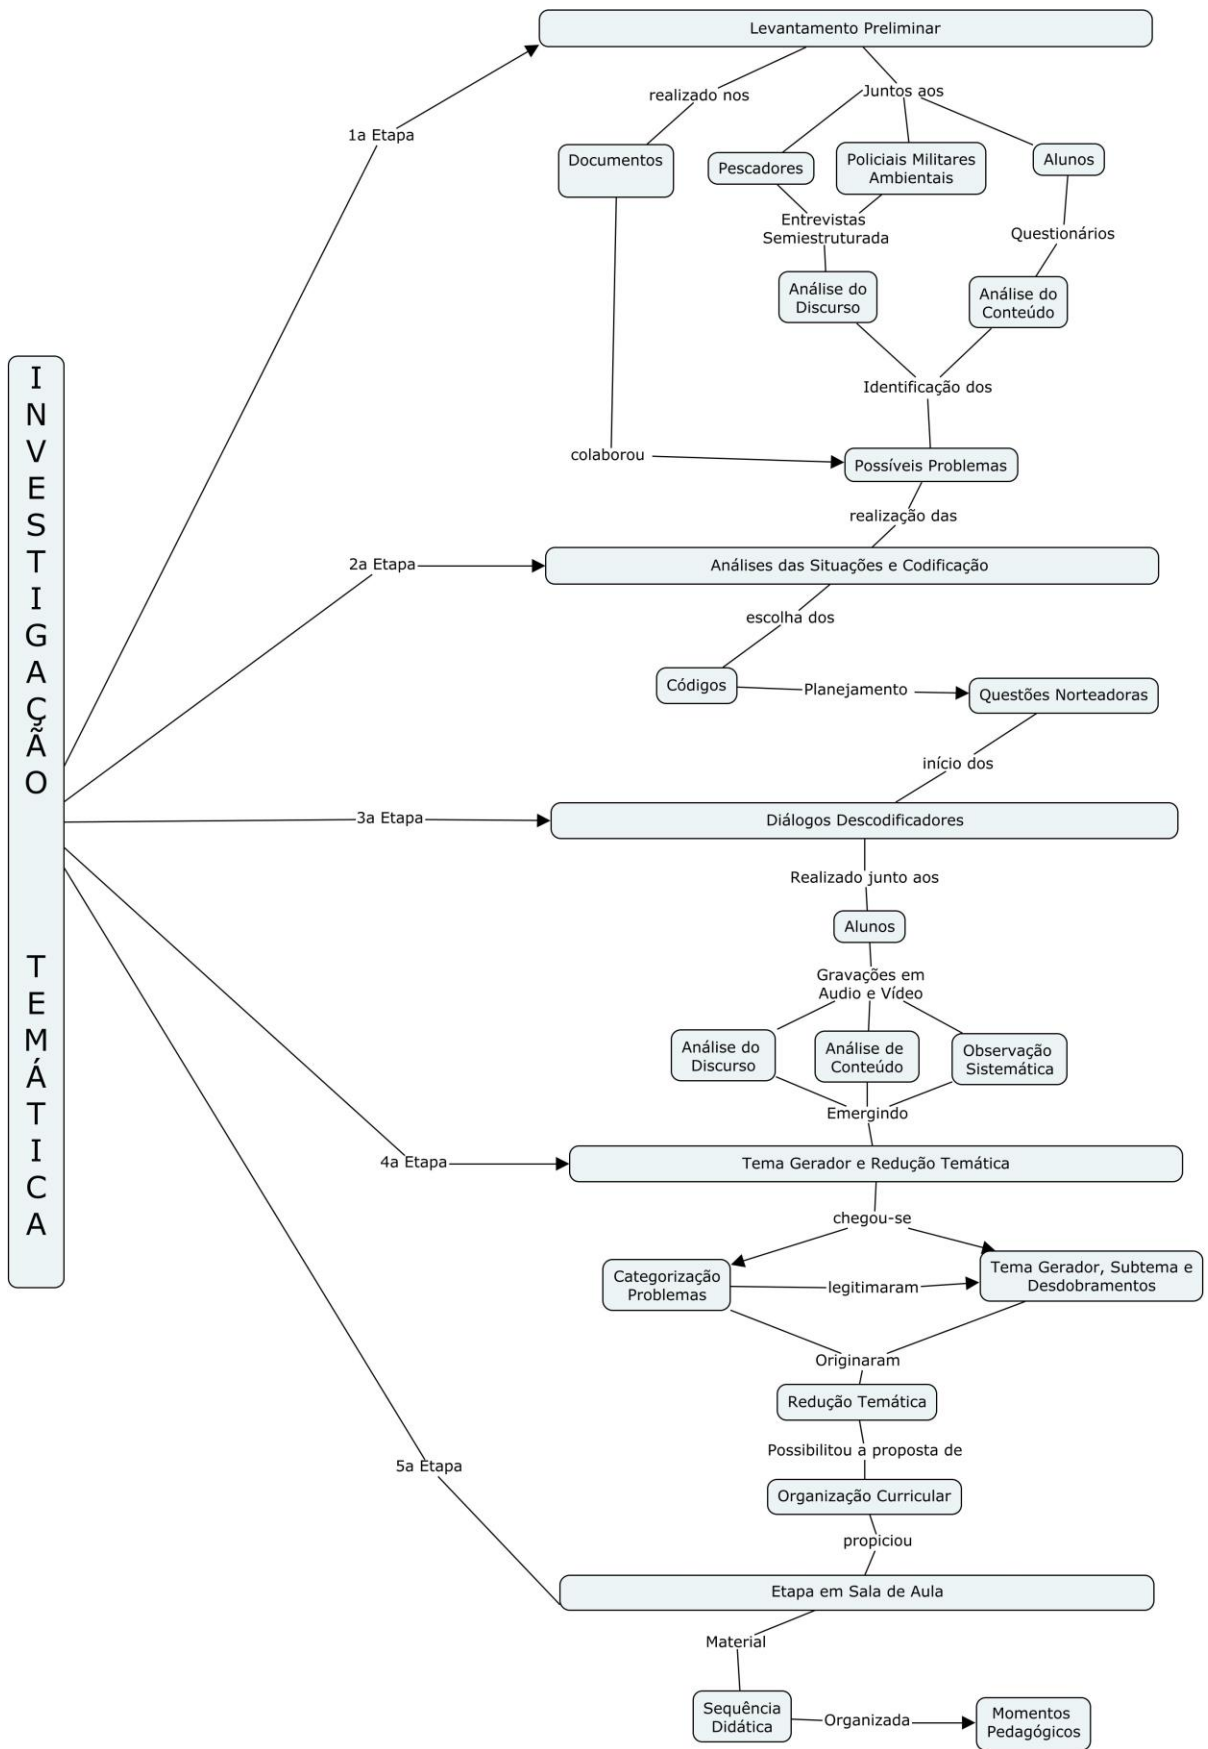 Levantamento Preliminar
realizado nos
Juntos aos
1a Etapa
Documentos
Pescadores
Policiais Militares
Ambientais
Alunos
Entrevistas
Semiestruturada
Questionários
Análise do
Discurso
Análise do
Conteúdo
Identificação dos
colaborou
Possíveis Problemas
realização das
INVESTIGAÇÃO TEMÁTICA
2a Etapa
Análises das Situações e Codificação
escolha dos
Códigos
Planejamento
Questões Norteadoras
início dos
3a Etapa
Diálogos Descodificadores
Realizado junto aos
Alunos
Gravações em
Audio e Vídeo
Análise do
Discurso
Análise de
Conteúdo
Observação
Sistemática
Emergindo
4a Etapa
Tema Gerador e Redução Temática
chegou-se
Categorização
Problemas
legitimaram
Tema Gerador, Subtema e
Desdobramentos
Originaram
Redução Temática
Possibilitou a proposta de
5a Etapa
Organização Curricular
propiciou
Etapa em Sala de Aula
Material
Sequência
Didática
Organizada
Momentos
Pedagógicos